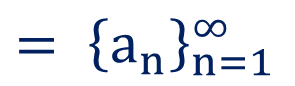 = {aₙ}ₙ₌₁^∞